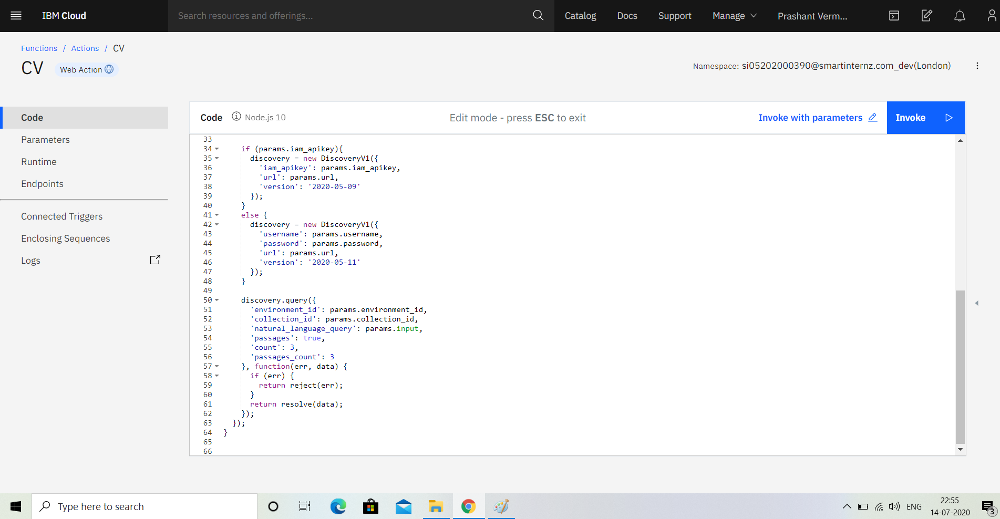 IBM Cloud
Search resources and offerings...
Catalog
Docs
Support
Manage
Prashant Verm...
Functions / Actions / CV
CV
Web Action
Namespace: si05202000390@smartinternz.com_dev(London)
Code
Parameters
Runtime
Endpoints
Connected Triggers
Enclosing Sequences
Logs
Code
Node.js 10
Edit mode - press ESC to exit
Invoke with parameters
Invoke
33
34 if (params.iam_apikey){
35 discovery = new DiscoveryV1({
36 'iam_apikey': params.iam_apikey,
37 'url': params.url,
38 'version': '2020-05-09'
39 });
40 }
41 else {
42 discovery = new DiscoveryV1({
43 'username': params.username,
44 'password': params.password,
45 'url': params.url,
46 'version': '2020-05-11'
47 });
48 }
49
50 discovery.query({
51 'environment_id': params.environment_id,
52 'collection_id': params.collection_id,
53 'natural_language_query': params.input,
54 'passages': true,
55 'count': 3,
56 'passages_count': 3
57 }, function(err, data) {
58 if (err) {
59 return reject(err);
60 }
61 return resolve(data);
62 });
63 });
64 }
65
66
Type here to search
ENG
22:55
14-07-2020
3